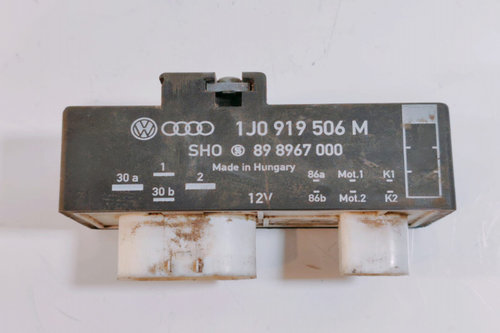 1J0 919 506 M
SHO 89 8967 000
Made in Hungary
30 a 1 2 86a Mot.1 K1
30 b 12V 86b Mot.2 K2